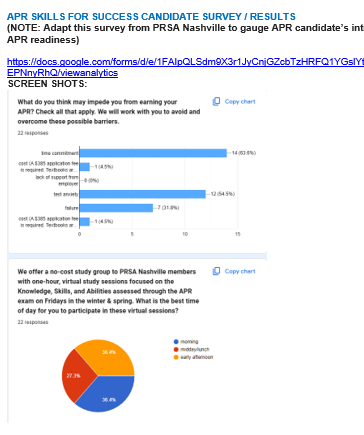 APR SKILLS FOR SUCCESS CANDIDATE SURVEY / RESULTS
(NOTE: Adapt this survey from PRSA Nashville to gauge APR candidate's int
APR readiness)
EPNnyRhQ/viewanalytics
SCREEN SHOTS:
What do you think may impede you from earning your
APR? Check all that apply. We will work with you to avoid and
overcome these possible barriers.
Copy chart
22 responses
time commitment
14 (63.6%)
cost (A $385 application fee
is required. Textbooks ar...
1 (4.5%)
lack of support from
employer
0 (0%)
test anxiety
12 (54.5%)
failure
7 (31.8%)
cost (A $385 application fee
is required. Textbooks ar...
1 (4.5%)
0 5 10 15
We offer a no-cost study group to PRSA Nashville members
with one-hour, virtual study sessions focused on the
Knowledge, Skills, and Abilities assessed through the APR
exam on Fridays in the winter & spring. What is the best time
of day for you to participate in these virtual sessions?
Copy chart
22 responses
morning
midday/lunch
early afternoon
36.4%
27.3%
36.4%